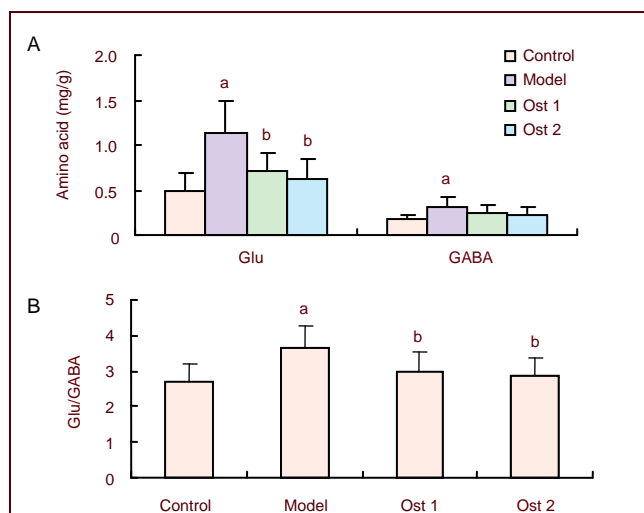 A
Amino acid (mg/g)
2.0
1.5
1.0
0.5
0
a
b
b
a
Control
Model
Ost 1
Ost 2
Glu
GABA
B
Glu/GABA
5
4
3
2
1
0
a
b
b
Control
Model
Ost 1
Ost 2